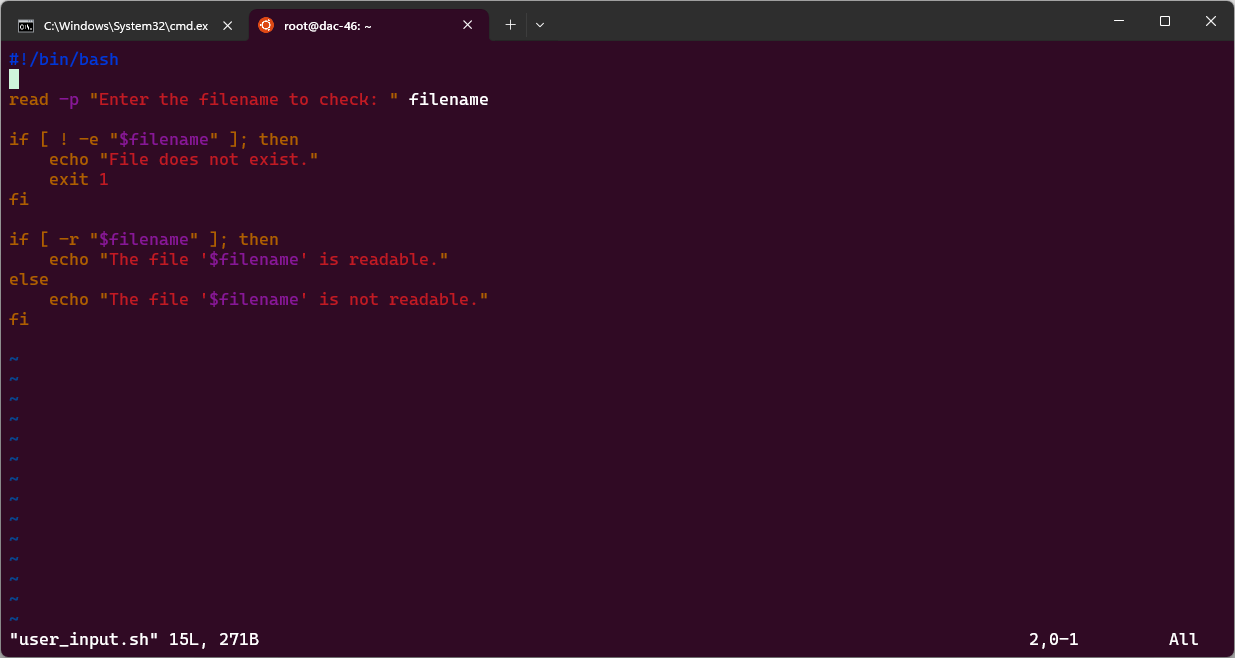 C:\Windows\System32\cmd.ex
root@dac-46: ~
#!/bin/bash
read -p "Enter the filename to check: " filename
if [ ! -e "$filename" ]; then
    echo "File does not exist."
    exit 1
fi
if [ -r "$filename" ]; then
    echo "The file '$filename' is readable."
else
    echo "The file '$filename' is not readable."
fi
~
~
~
~
~
~
~
~
~
~
~
~
~
~
"user_input.sh" 15L, 271B 2,0-1 All